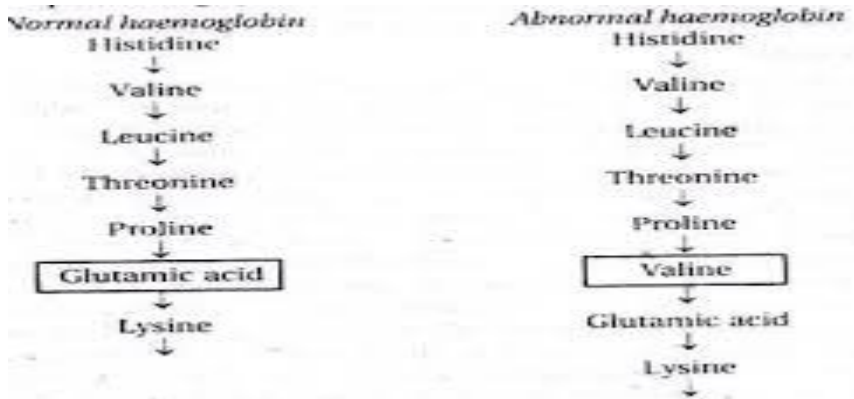 Normal haemoglobin
Histidine
Valine
Leucine
Threonine
Proline
Glutamic acid
Lysine
Abnormal haemoglobin
Histidine
Valine
Leucine
Threonine
Proline
Valine
Glutamic acid
Lysine